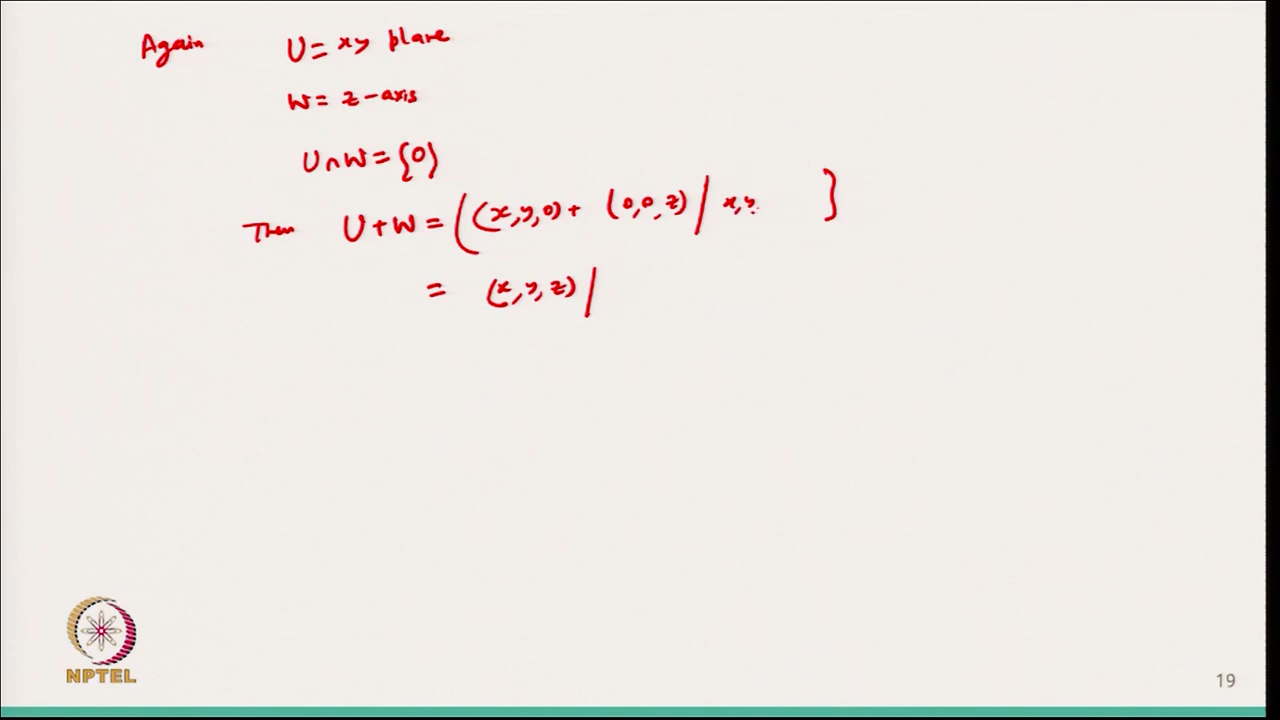 Again U = xy plane
W = z-axis
U∩W = {0}
Then U+W = {(x,y,0) + (0,0,z) / x,y }
= (x,y,z) /
NPTEL
19